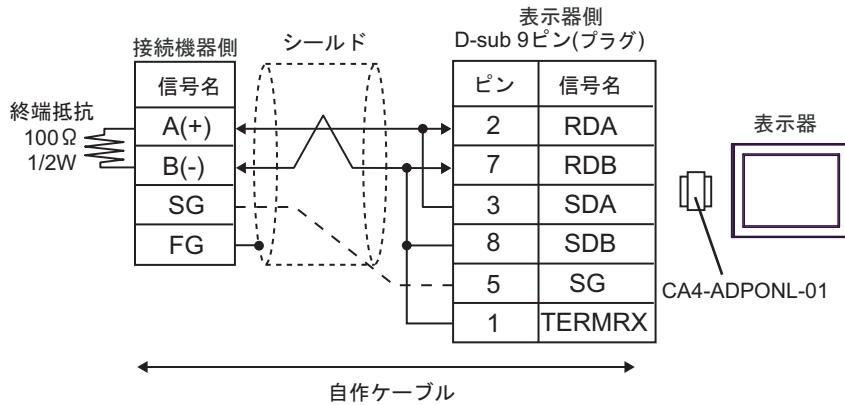 表示器側
D-sub 9ピン(プラグ)
接続機器側
シールド
信号名
ピン 信号名
終端抵抗
100Ω
1/2W
A(+)
B(-)
SG
FG
2 RDA
7 RDB
3 SDA
8 SDB
5 SG
1 TERMRX
表示器
CA4-ADPONL-01
自作ケーブル